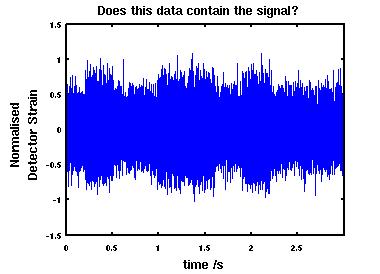 Does this data contain the signal?
1.5
1
0.5
0
-0.5
-1
-1.5
Normalised
Detector Strain
0 0.5 1 1.5 2 2.5
time /s